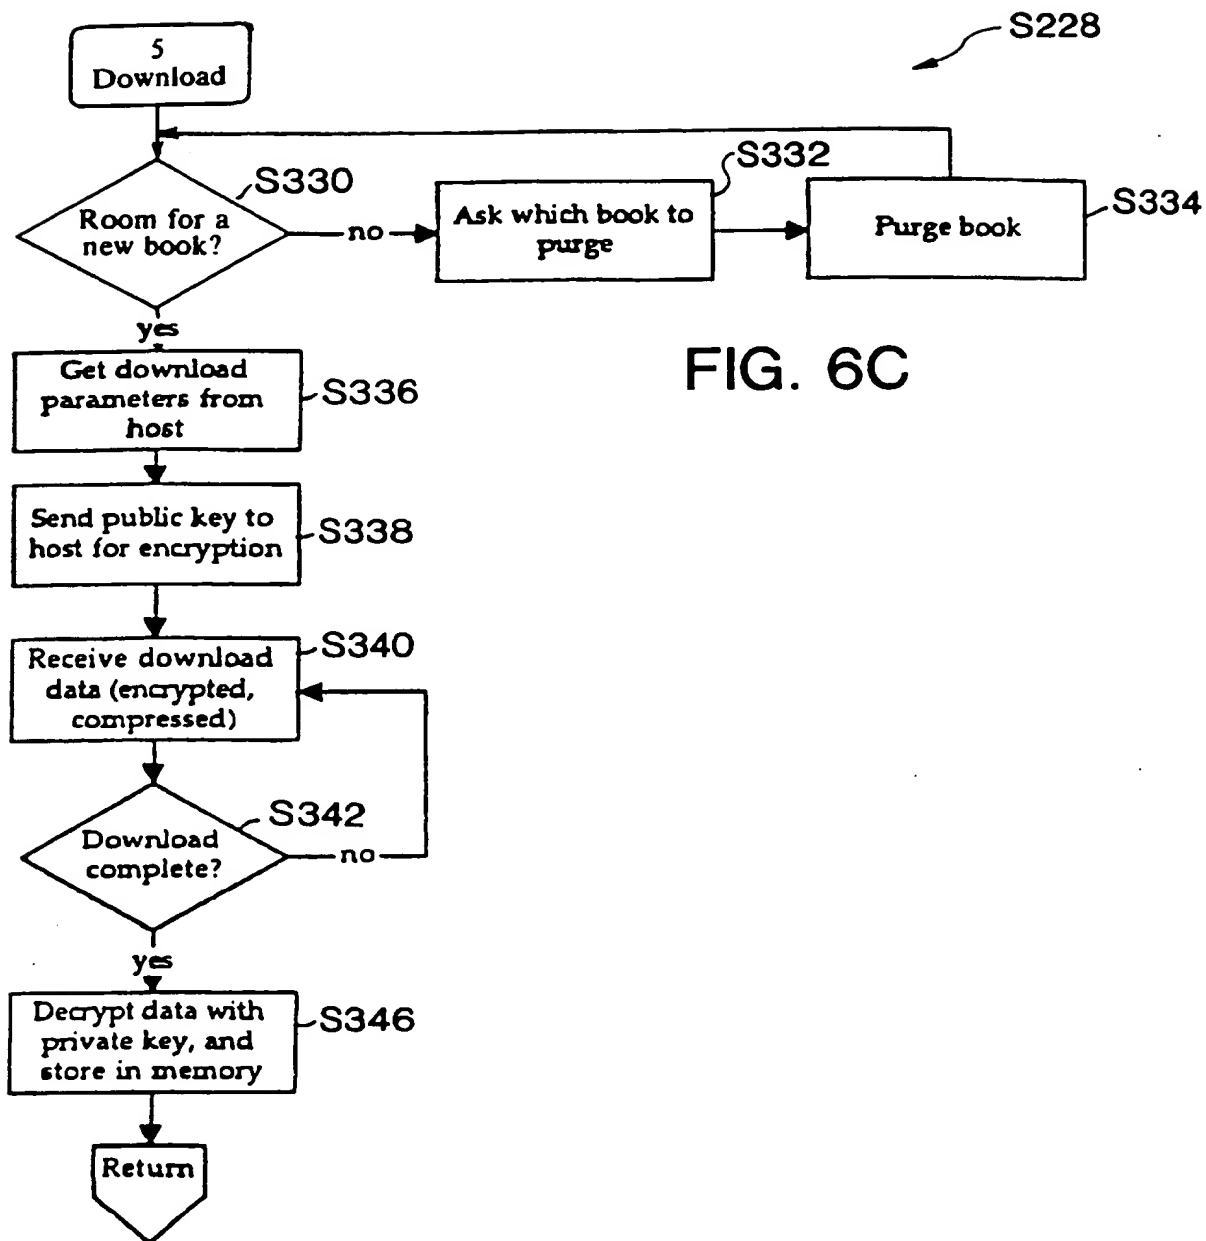 S228
5
Download
S330
Room for a
new book?
no
S332
Ask which book to
purge
S334
Purge book
yes
FIG. 6C
Get download
parameters from
host
S336
Send public key to
host for encryption
S338
S340
Receive download
data (encrypted,
compressed)
S342
Download
complete?
no
yes
Decrypt data with
private key, and
store in memory
S346
Return